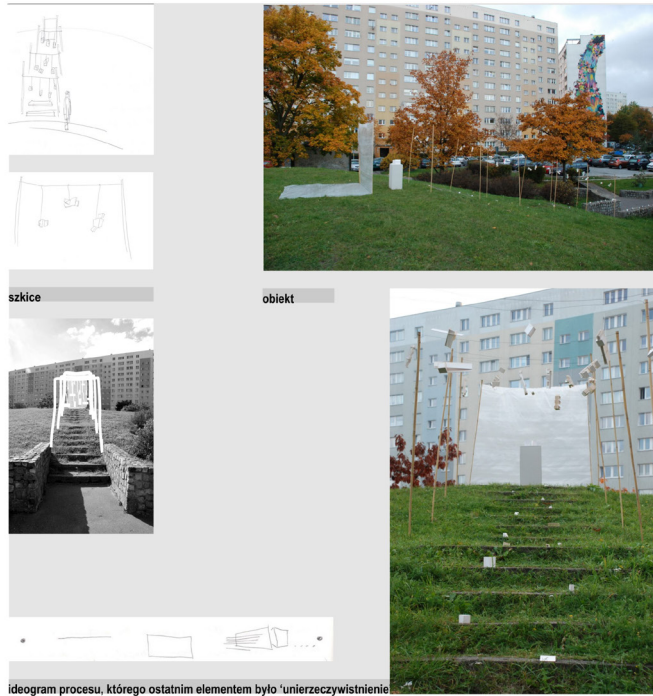 szkice
obiekt
ideogram procesu, którego ostatnim elementem było ‘unierzeczywistnienie